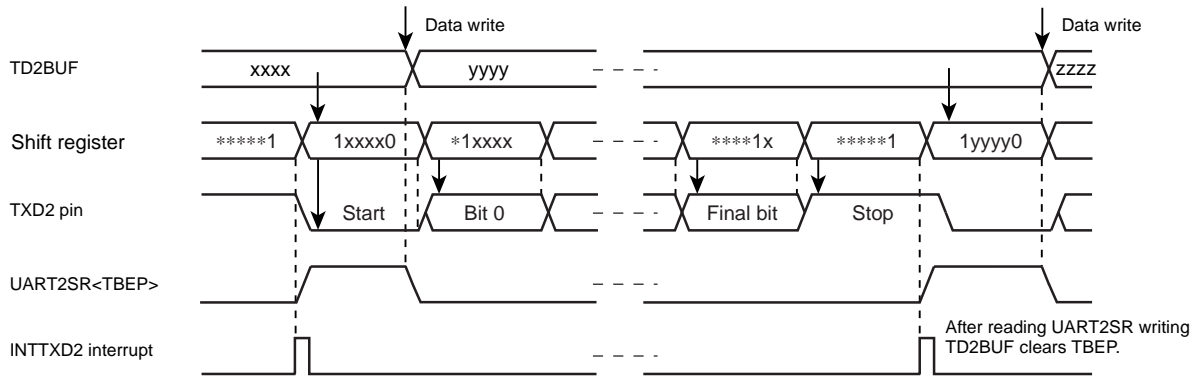 Data write
Data write
TD2BUF
xxxx
yyyy
zzzz
Shift register
*****1
1xxxx0
*1xxxx
****1x
*****1
1yyyy0
TXD2 pin
Start
Bit 0
Final bit
Stop
UART2SR<TBEP>
INTTXD2 interrupt
After reading UART2SR writing
TD2BUF clears TBEP.